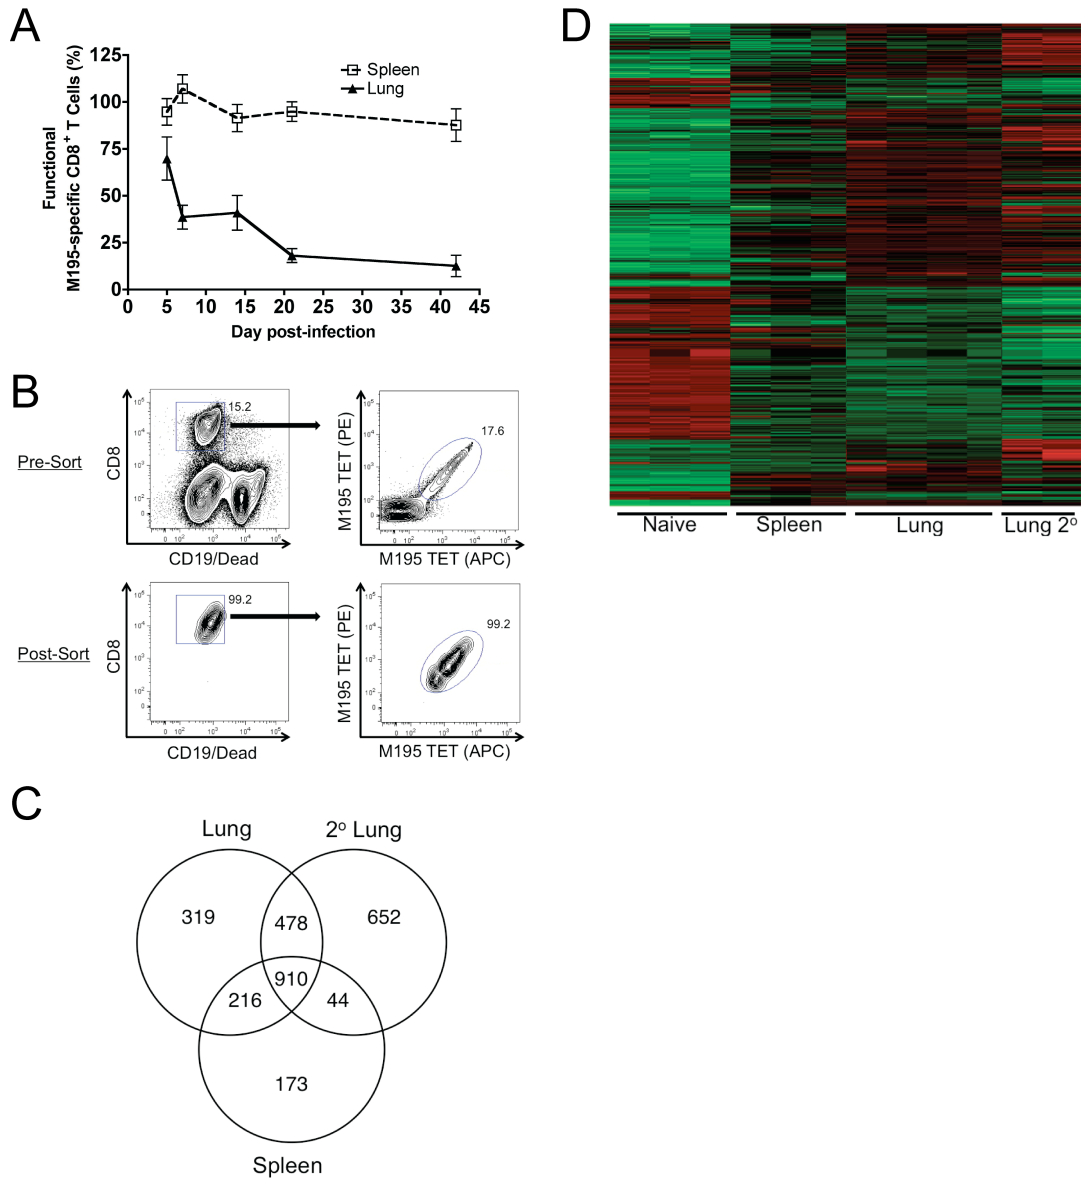 A
125
100
75
50
25
0
Functional
M195-specific CD8+ T Cells (%)
Spleen
Lung
0 5 10 15 20 25 30 35 40 45
Day post-infection
B
Pre-Sort
CD8
15.2
CD19/Dead
M195 TET (PE)
17.6
M195 TET (APC)
Post-Sort
CD8
99.2
CD19/Dead
M195 TET (PE)
99.2
M195 TET (APC)
C
Lung
2o Lung
319
478
652
910
216
44
173
Spleen
D
Naive
Spleen
Lung
Lung 2o